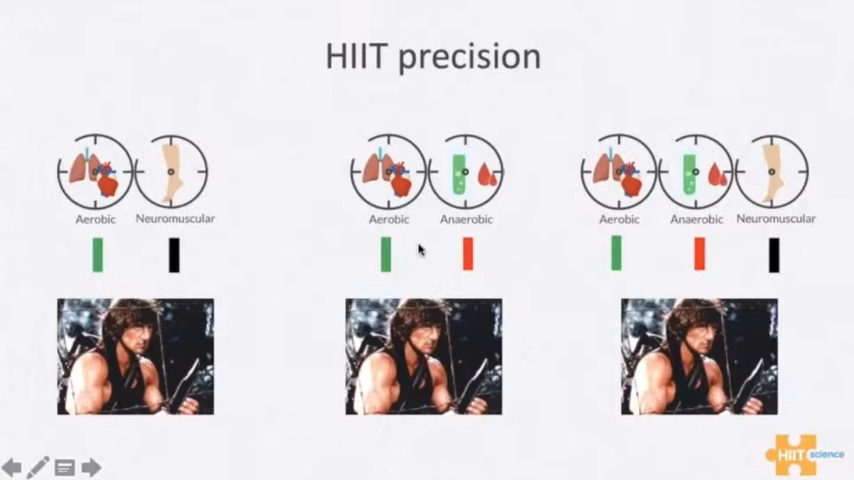 HIIT precision
Aerobic Neuromuscular
Aerobic Anaerobic
Aerobic Anaerobic Neuromuscular
HIIT science